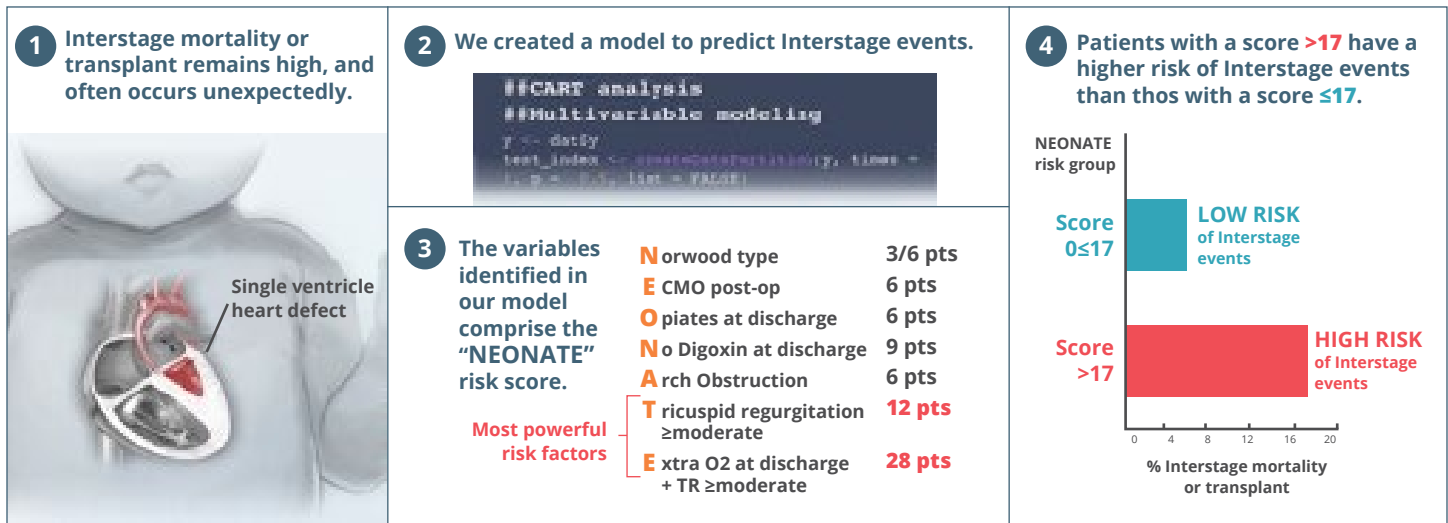 1
Interstage mortality or
transplant remains high, and
often occurs unexpectedly.
Single ventricle
heart defect
2
We created a model to predict Interstage events.
##CART analysis
##Multivariable modeling
y <- dat$y
test_index <- createDataPartition(y, times =
list = FALSE)
3
The variables
identified in
our model
comprise the
“NEONATE”
risk score.
Norwood type 3/6 pts
ECMO post-op 6 pts
Opiates at discharge 6 pts
No Digoxin at discharge 9 pts
Arch Obstruction 6 pts
Tricuspid regurgitation 12 pts
≥moderate
Extra O2 at discharge 28 pts
+ TR ≥moderate
Most powerful
risk factors
4
Patients with a score >17 have a
higher risk of Interstage events
than thos with a score ≤17.
NEONATE
risk group
Score
0≤17
LOW RISK
of Interstage
events
Score
>17
HIGH RISK
of Interstage
events
0 4 8 12 16 20
% Interstage mortality
or transplant